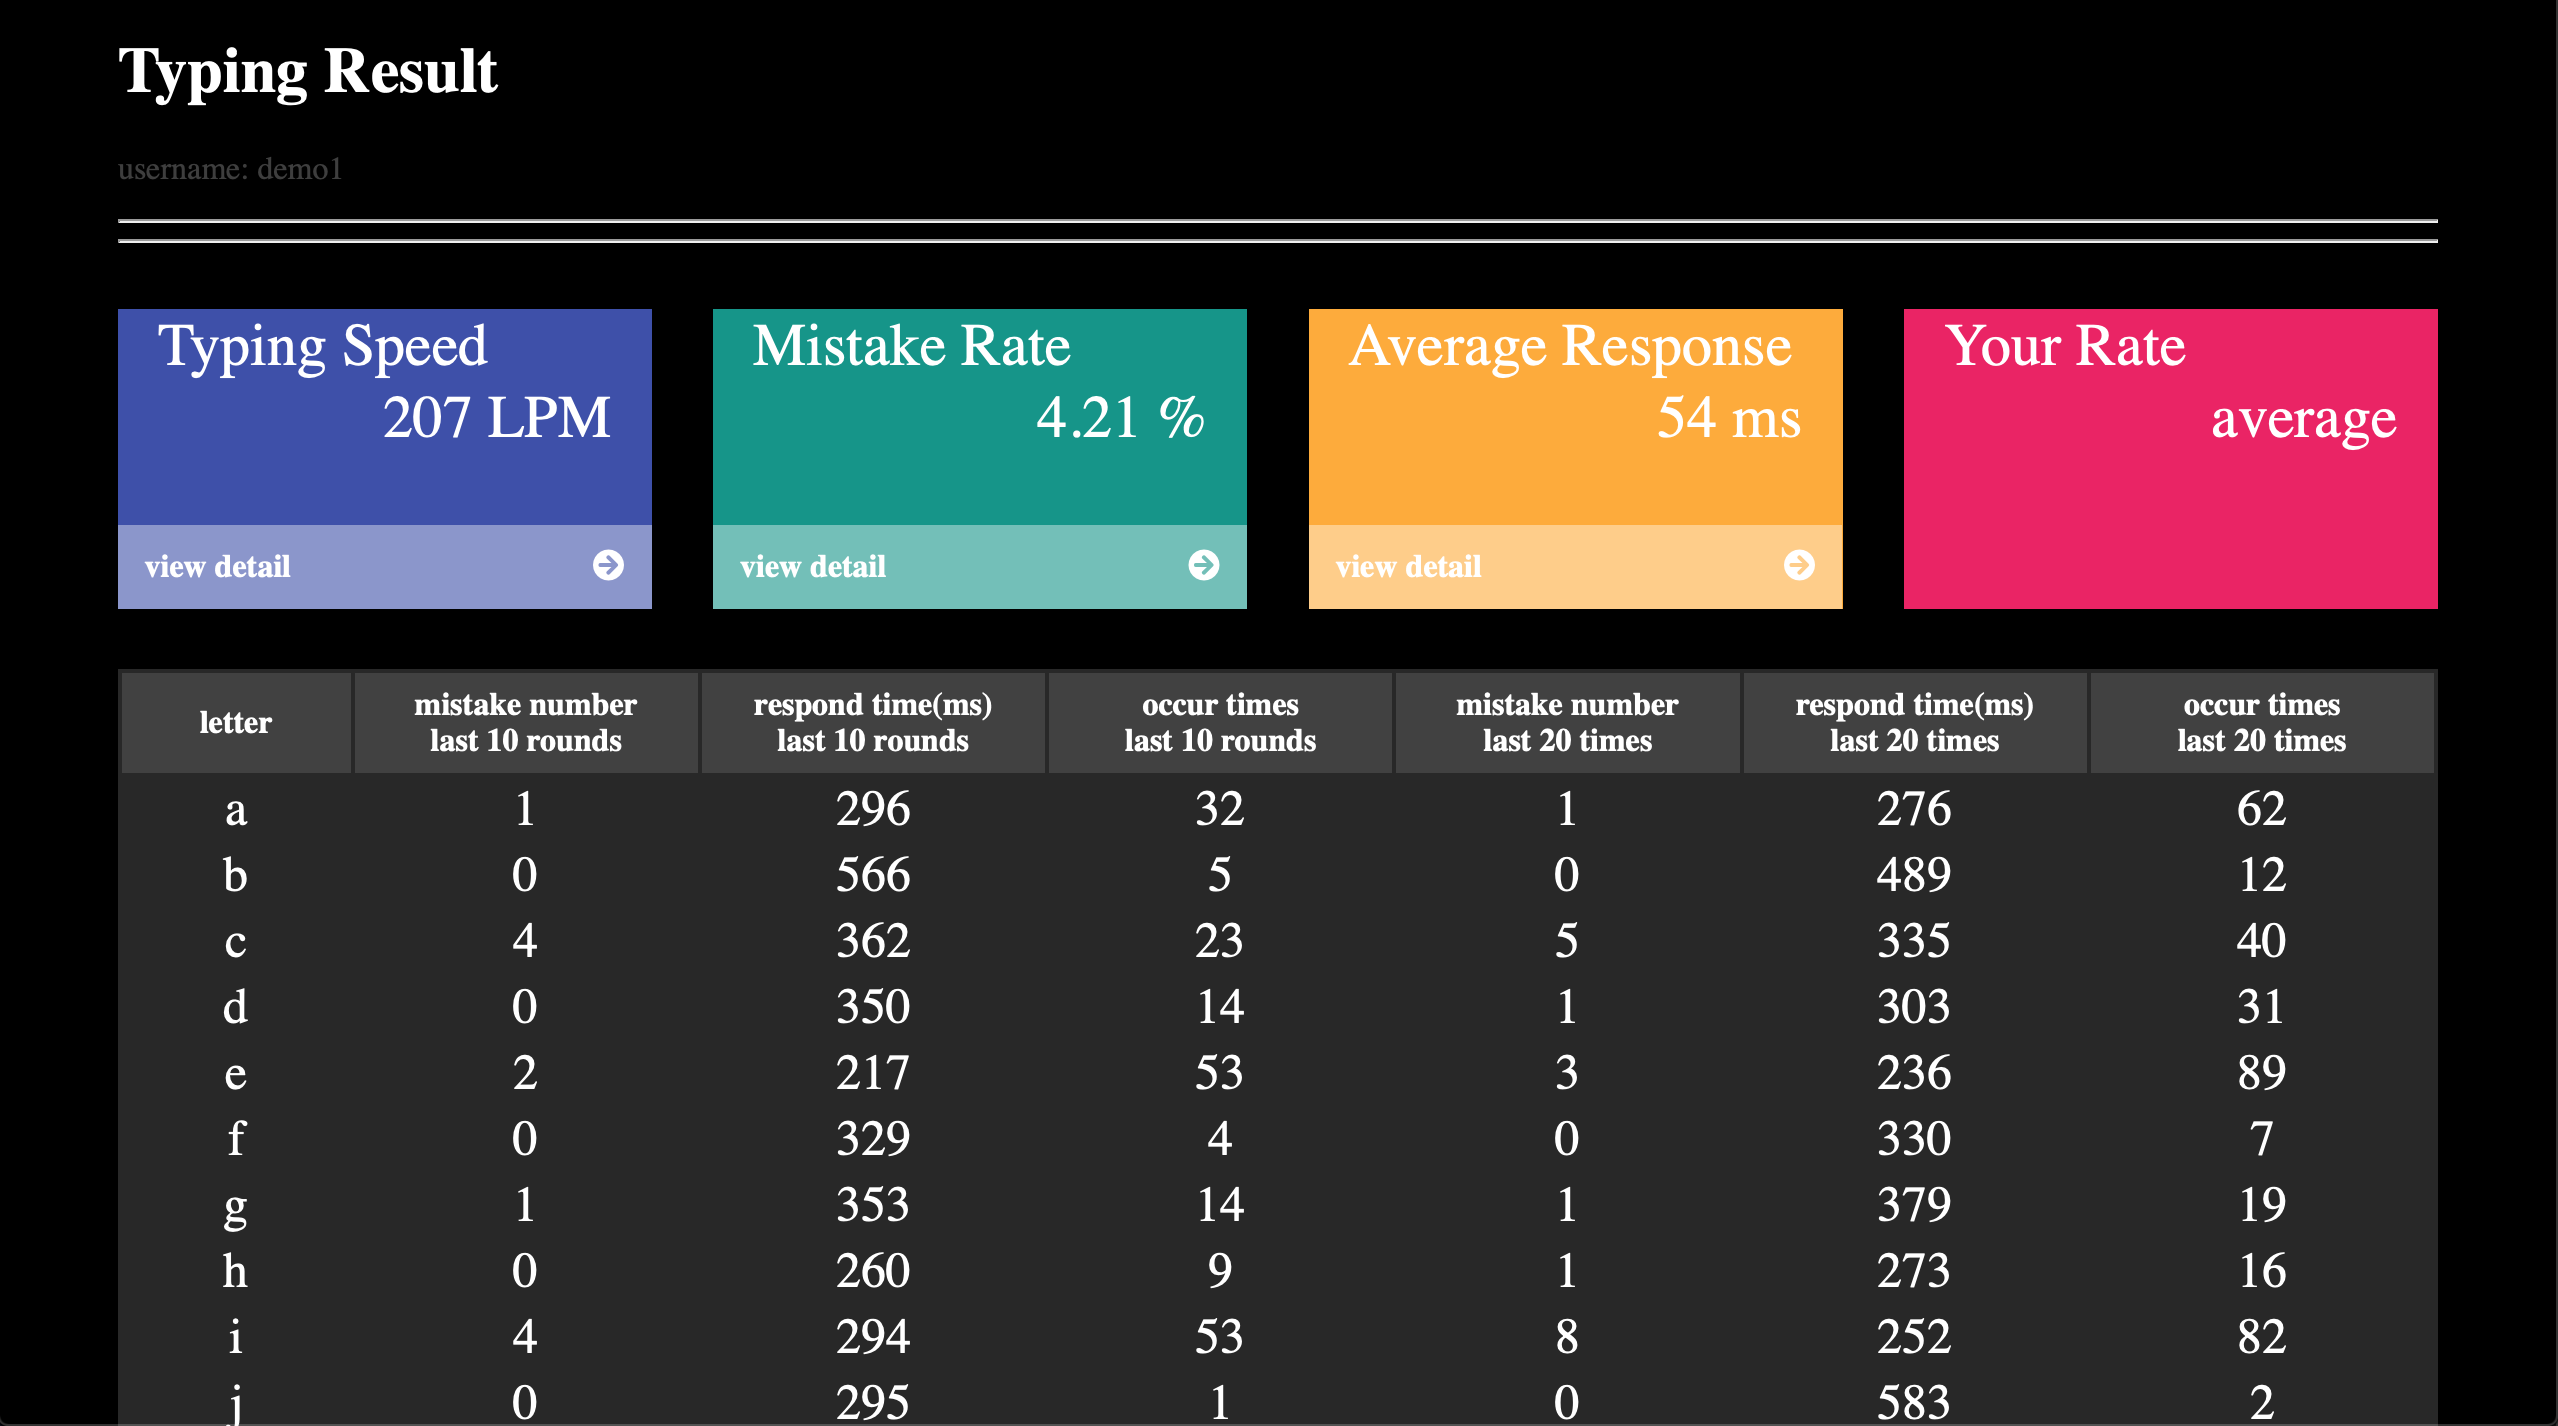 Typing Result
username: demo1
Typing Speed
207 LPM
view detail
Mistake Rate
4.21 %
view detail
Average Response
54 ms
view detail
Your Rate
average
letter mistake number last 10 rounds respond time(ms) last 10 rounds occur times last 10 rounds mistake number last 20 times respond time(ms) last 20 times occur times last 20 times
a 1 296 32 1 276 62
b 0 566 5 0 489 12
c 4 362 23 5 335 40
d 0 350 14 1 303 31
e 2 217 53 3 236 89
f 0 329 4 0 330 7
g 1 353 14 1 379 19
h 0 260 9 1 273 16
i 4 294 53 8 252 82
j 0 295 1 0 583 2